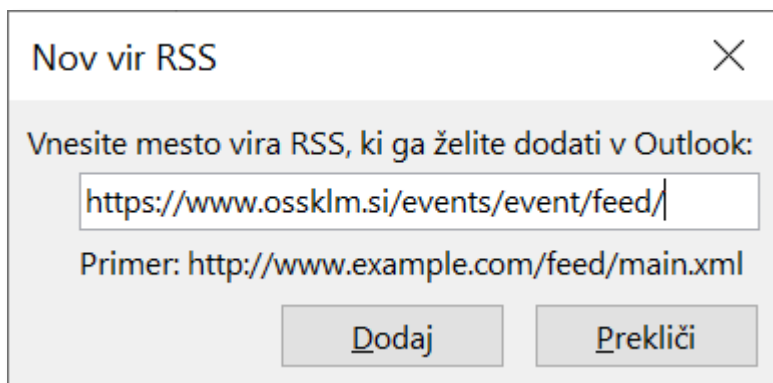 Nov vir RSS
Vnesite mesto vira RSS, ki ga želite dodati v Outlook:
https://www.ossklm.si/events/event/feed/
Primer: http://www.example.com/feed/main.xml
Dodaj
Prekliči